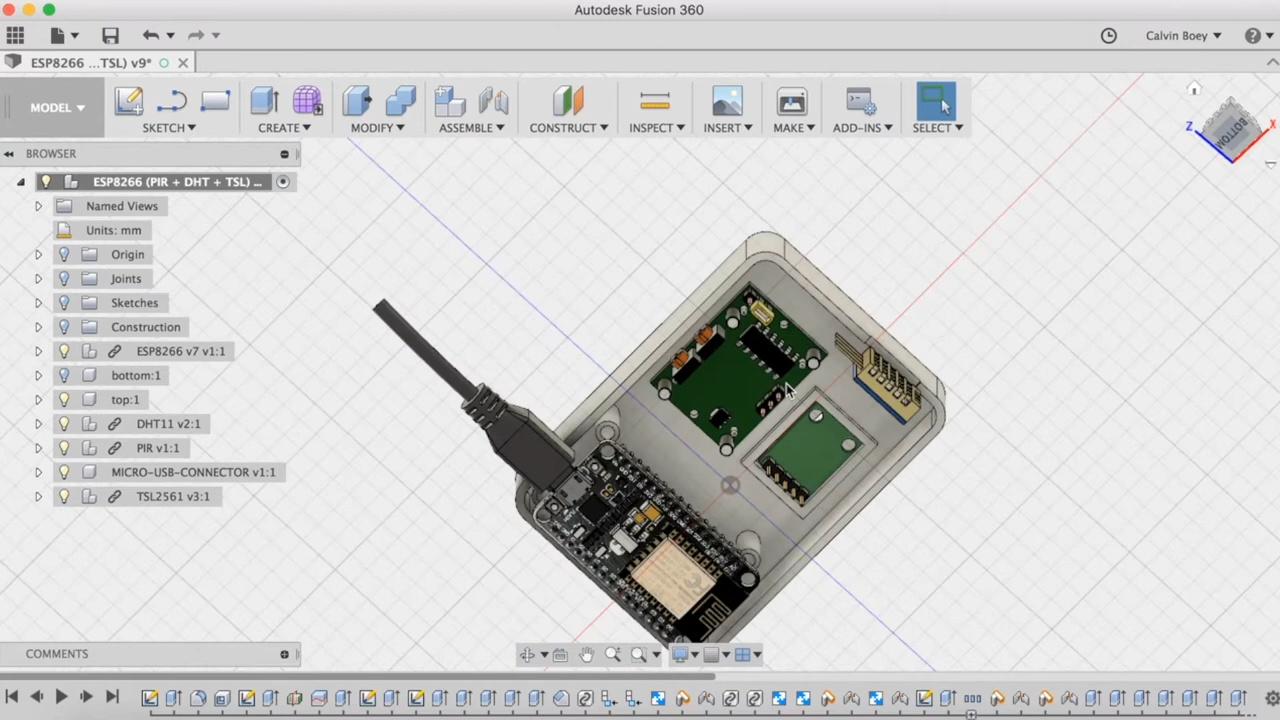 Autodesk Fusion 360
Calvin Boey
ESP8266 ...TSL) v9*
MODEL
SKETCH
CREATE
MODIFY
ASSEMBLE
CONSTRUCT
INSPECT
INSERT
MAKE
ADD-INS
SELECT
BROWSER
Z
X
BOTTOM
ESP8266 (PIR + DHT + TSL) ...
Named Views
Units: mm
Origin
Joints
Sketches
Construction
ESP8266 v7 v1:1
bottom:1
top:1
DHT11 v2:1
PIR v1:1
MICRO-USB-CONNECTOR v1:1
TSL2561 v3:1
COMMENTS